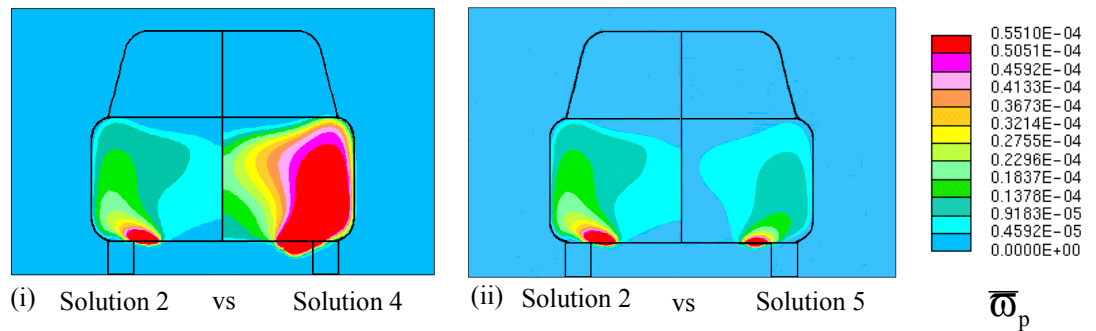 0.5510E-04
0.5051E-04
0.4592E-04
0.4133E-04
0.3673E-04
0.3214E-04
0.2755E-04
0.2296E-04
0.1837E-04
0.1378E-04
0.9183E-05
0.4592E-05
0.0000E+00
(i) Solution 2 vs Solution 4
(ii) Solution 2 vs Solution 5
ϖ̅p